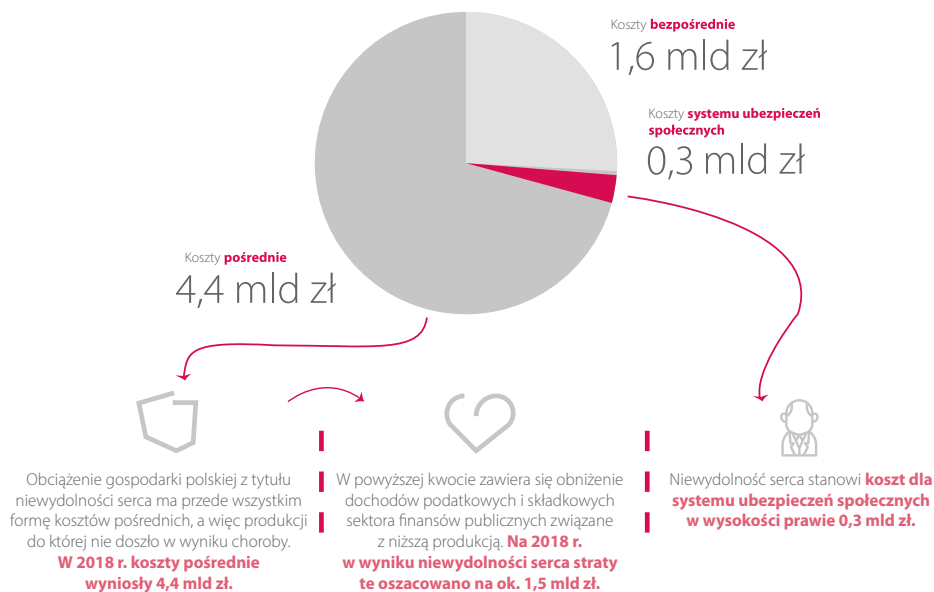 Koszty bezpośrednie
1,6 mld zł
Koszty systemu ubezpieczeń
społecznych
0,3 mld zł
Koszty pośrednie
4,4 mld zł
Obciążenie gospodarki polskiej z tytułu
niewydolności serca ma przede wszystkim
formę kosztów pośrednich, a więc produkcji
do której nie doszło w wyniku choroby.
W 2018 r. koszty pośrednie
wyniosły 4,4 mld zł.
W powyższej kwocie zawiera się obniżenie
dochodów podatkowych i składkowych
sektora finansów publicznych związane
z niższą produkcją. Na 2018 r.
w wyniku niewydolności serca straty
te oszacowano na ok. 1,5 mld zł.
Niewydolność serca stanowi koszt dla
systemu ubezpieczeń społecznych
w wysokości prawie 0,3 mld zł.